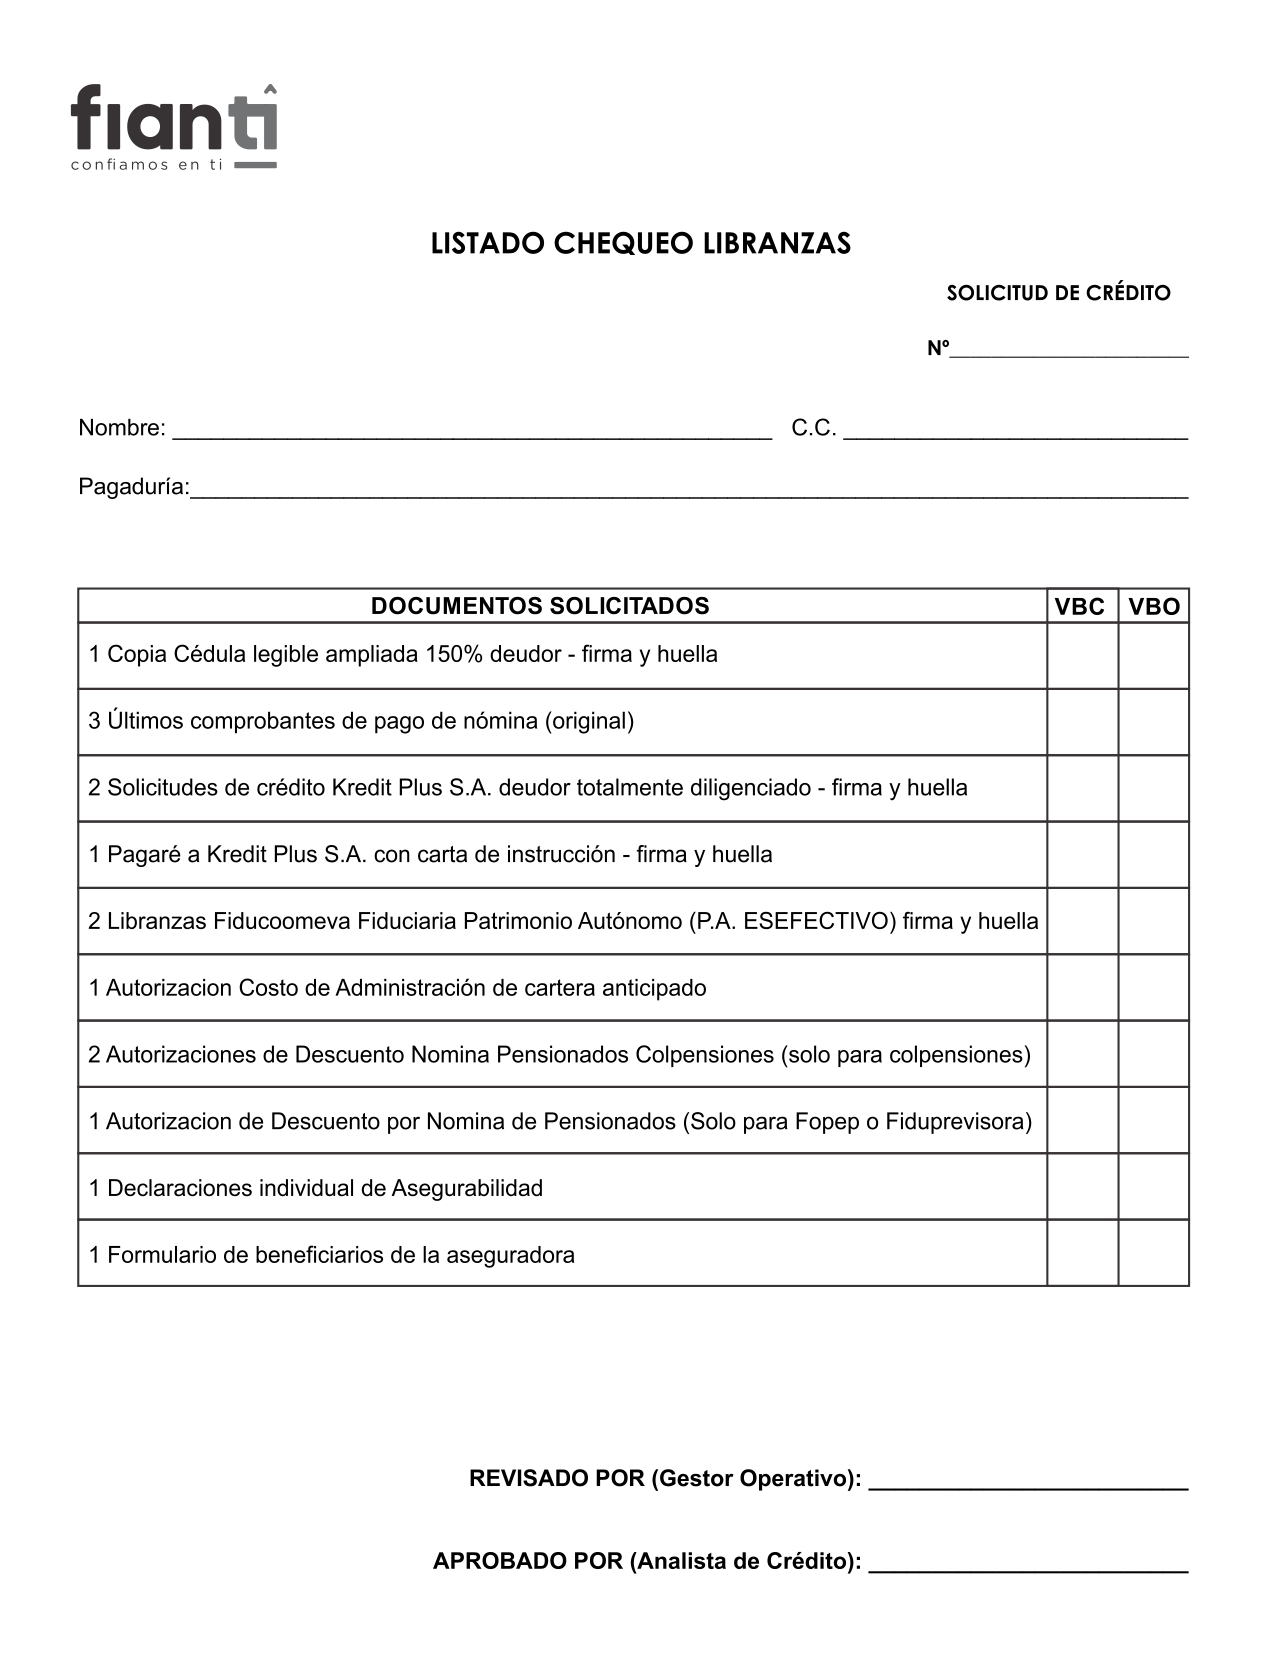 fianti
confiamos en ti
LISTADO CHEQUEO LIBRANZAS
SOLICITUD DE CRÉDITO
Nº____________________
Nombre: ____________________ C.C. ____________________
Pagaduría:____________________
DOCUMENTOS SOLICITADOS VBC VBO
1 Copia Cédula legible ampliada 150% deudor - firma y huella
3 Últimos comprobantes de pago de nómina (original)
2 Solicitudes de crédito Kredit Plus S.A. deudor totalmente diligenciado - firma y huella
1 Pagaré a Kredit Plus S.A. con carta de instrucción - firma y huella
2 Libranzas Fiducoomeva Fiduciaria Patrimonio Autónomo (P.A. ESEFECTIVO) firma y huella
1 Autorizacion Costo de Administración de cartera anticipado
2 Autorizaciones de Descuento Nomina Pensionados Colpensiones (solo para colpensiones)
1 Autorizacion de Descuento por Nomina de Pensionados (Solo para Fopep o Fiduprevisora)
1 Declaraciones individual de Asegurabilidad
1 Formulario de beneficiarios de la aseguradora
REVISADO POR (Gestor Operativo): ____________________
APROBADO POR (Analista de Crédito): ____________________